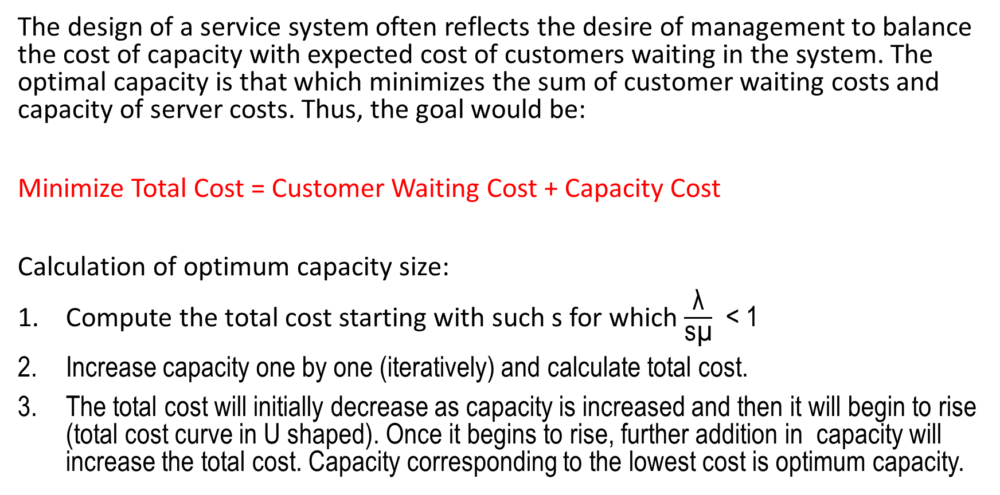 The design of a service system often reflects the desire of management to balance
the cost of capacity with expected cost of customers waiting in the system. The
optimal capacity is that which minimizes the sum of customer waiting costs and
capacity of server costs. Thus, the goal would be:
Minimize Total Cost = Customer Waiting Cost + Capacity Cost
Calculation of optimum capacity size:
1. Compute the total cost starting with such s for which λ/sμ < 1
2. Increase capacity one by one (iteratively) and calculate total cost.
3. The total cost will initially decrease as capacity is increased and then it will begin to rise
(total cost curve in U shaped). Once it begins to rise, further addition in capacity will
increase the total cost. Capacity corresponding to the lowest cost is optimum capacity.